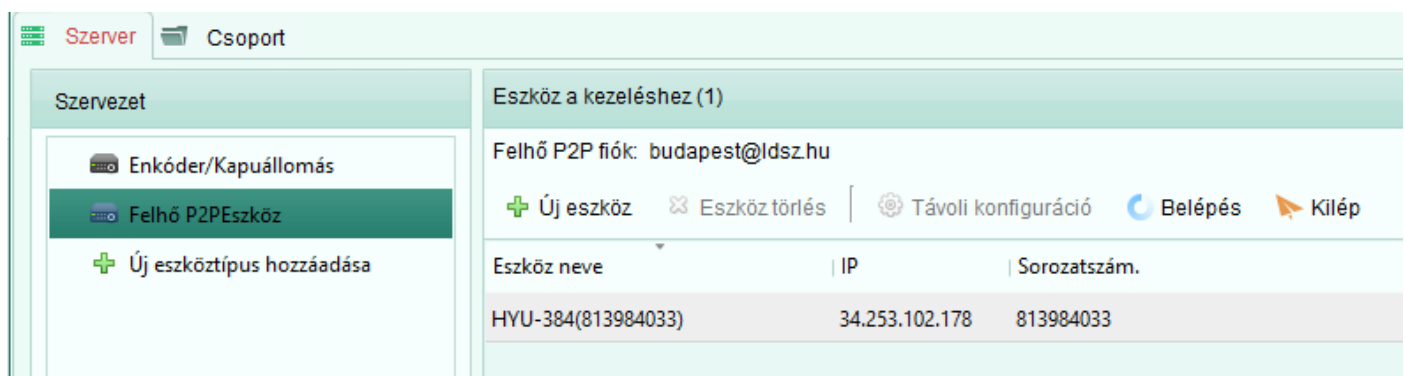 Szerver Csoport
Szervezet
Enkóder/Kapuállomás
Felhő P2PEszköz
Új eszköztípus hozzáadása
Eszköz a kezeléshez (1)
Felhő P2P fiók: budapest@ldsz.hu
Új eszköz Eszköz törlés Távoli konfiguráció Belépés Kilép
Eszköz neve IP Sorozatszám.
HYU-384(813984033) 34.253.102.178 813984033